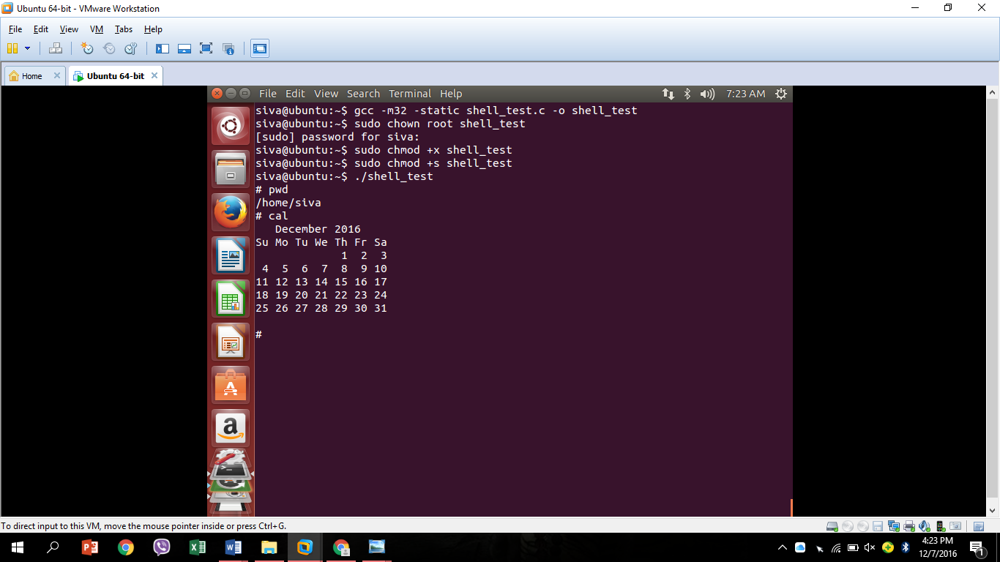 Ubuntu 64-bit - VMware Workstation
File Edit View VM Tabs Help
Home Ubuntu 64-bit
File Edit View Search Terminal Help 7:23 AM
siva@ubuntu:~$ gcc -m32 -static shell_test.c -o shell_test
siva@ubuntu:~$ sudo chown root shell_test
[sudo] password for siva:
siva@ubuntu:~$ sudo chmod +x shell_test
siva@ubuntu:~$ sudo chmod +s shell_test
siva@ubuntu:~$ ./shell_test
# pwd
/home/siva
# cal
   December 2016
Su Mo Tu We Th Fr Sa
             1  2  3
 4  5  6  7  8  9 10
11 12 13 14 15 16 17
18 19 20 21 22 23 24
25 26 27 28 29 30 31
#
To direct input to this VM, move the mouse pointer inside or press Ctrl+G.
4:23 PM
12/7/2016
1